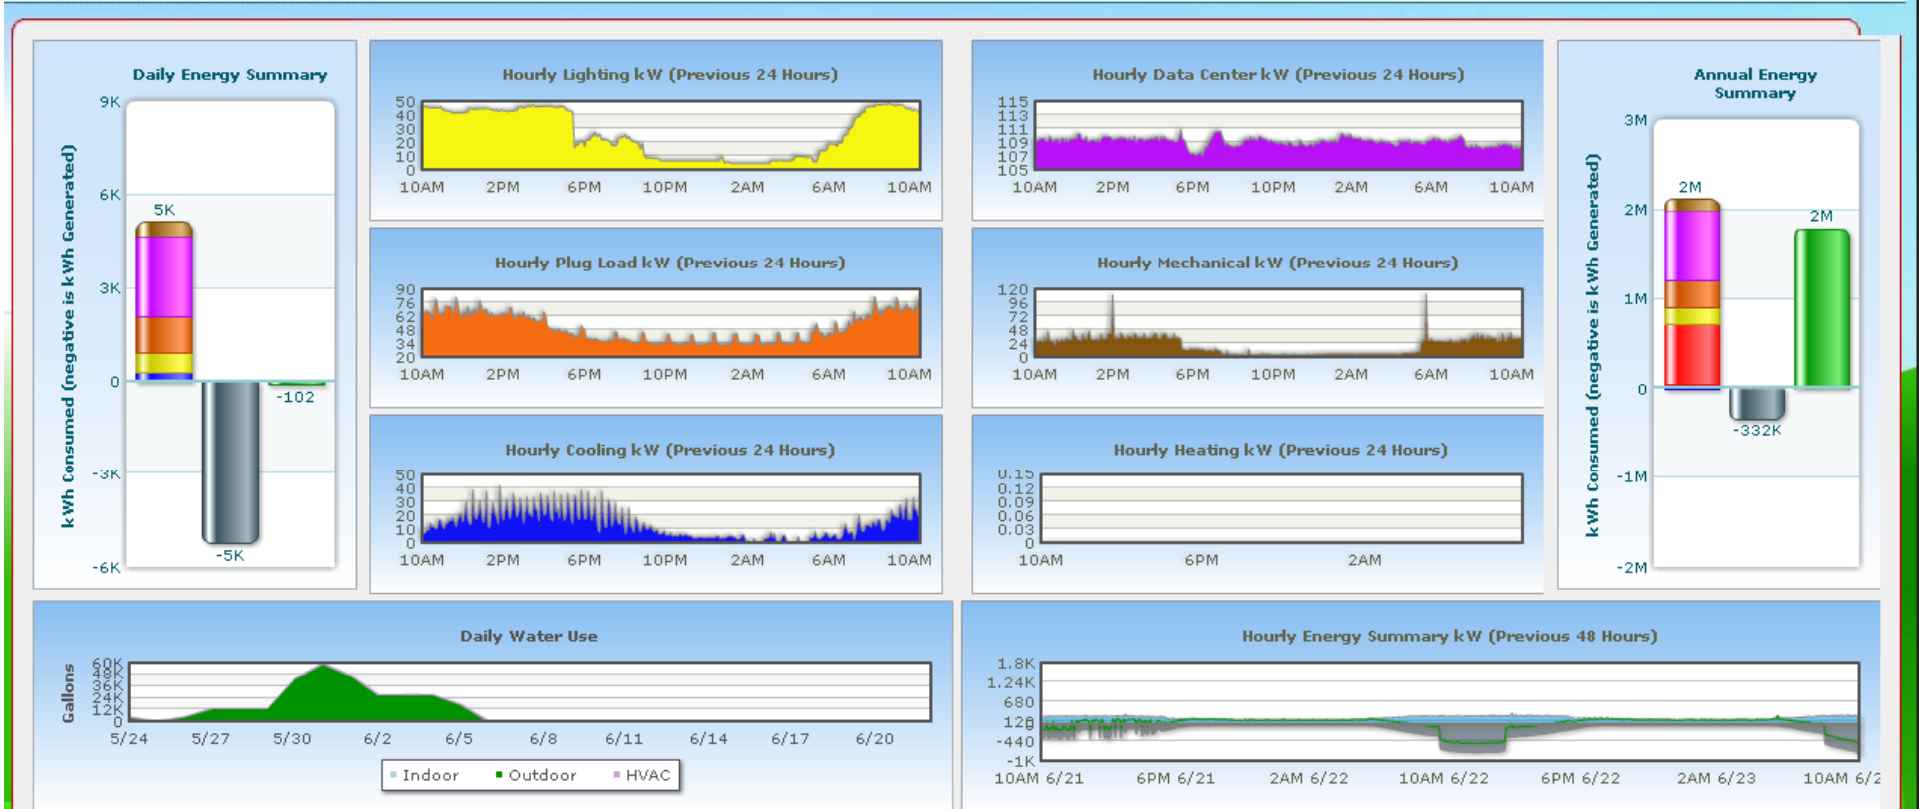 Daily Energy Summary
kWh Consumed (negative is kWh Generated)
9K
6K
3K
0
-3K
-6K
5K
-5K
-102
Hourly Lighting kW (Previous 24 Hours)
50
40
30
20
10
0
10AM 2PM 6PM 10PM 2AM 6AM 10AM
Hourly Data Center kW (Previous 24 Hours)
115
113
111
109
107
105
10AM 2PM 6PM 10PM 2AM 6AM 10AM
Annual Energy
Summary
kWh Consumed (negative is kWh Generated)
3M
2M
1M
0
-1M
-2M
2M
-332K
2M
Hourly Plug Load kW (Previous 24 Hours)
90
76
62
48
34
20
10AM 2PM 6PM 10PM 2AM 6AM 10AM
Hourly Mechanical kW (Previous 24 Hours)
120
96
72
48
24
0
10AM 2PM 6PM 10PM 2AM 6AM 10AM
Hourly Cooling kW (Previous 24 Hours)
50
40
30
20
10
0
10AM 2PM 6PM 10PM 2AM 6AM 10AM
Hourly Heating kW (Previous 24 Hours)
0.15
0.12
0.09
0.06
0.03
0
10AM 6PM 2AM
Daily Water Use
Gallons
60K
48K
36K
24K
12K
0
5/24 5/27 5/30 6/2 6/5 6/8 6/11 6/14 6/17 6/20
Indoor Outdoor HVAC
Hourly Energy Summary kW (Previous 48 Hours)
1.8K
1.24K
680
120
-440
-1K
10AM 6/21 6PM 6/21 2AM 6/22 10AM 6/22 6PM 6/22 2AM 6/23 10AM 6/2